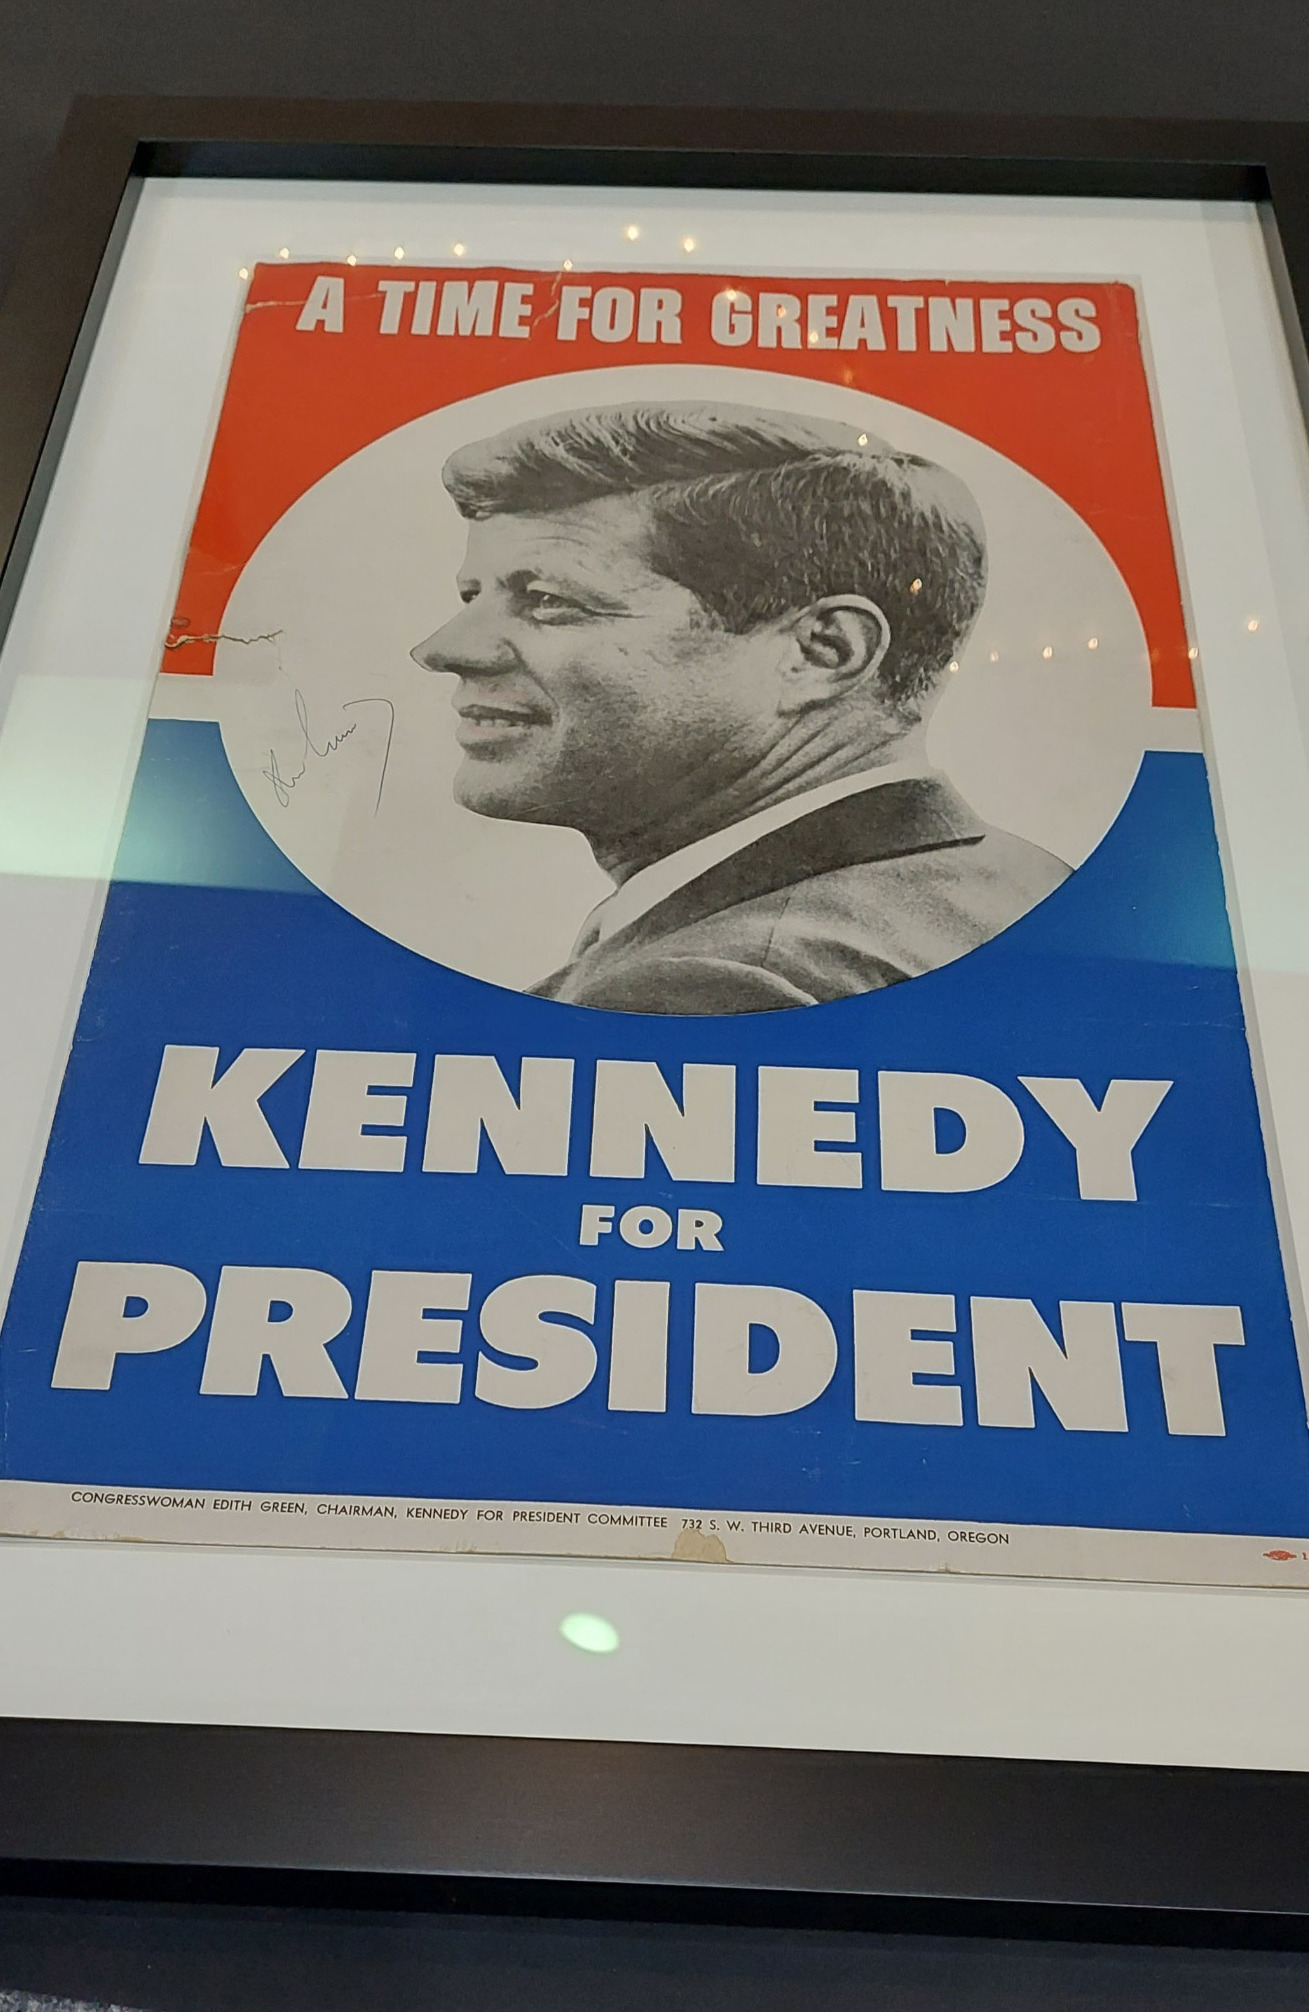 A TIME FOR GREATNESS
KENNEDY
FOR
PRESIDENT
CONGRESSWOMAN EDITH GREEN, CHAIRMAN, KENNEDY FOR PRESIDENT COMMITTEE 732 S. W. THIRD AVENUE, PORTLAND, OREGON